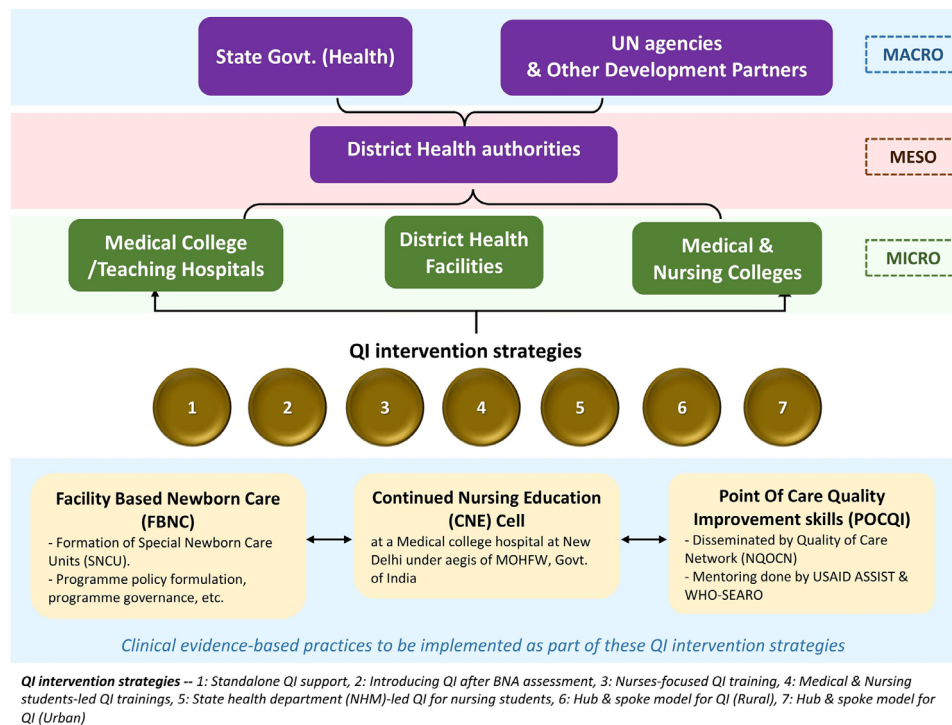 State Govt. (Health)
UN agencies
& Other Development Partners
MACRO
District Health authorities
MESO
Medical College
/Teaching Hospitals
District Health
Facilities
Medical &
Nursing Colleges
MICRO
QI intervention strategies
1 2 3 4 5 6 7
Facility Based Newborn Care
(FBNC)
- Formation of Special Newborn Care
Units (SNCU).
- Programme policy formulation,
programme governance, etc.
Continued Nursing Education
(CNE) Cell
at a Medical college hospital at New
Delhi under aegis of MOHFW, Govt.
of India
Point Of Care Quality
Improvement skills (POCQI)
- Disseminated by Quality of Care
Network (NQOCN)
- Mentoring done by USAID ASSIST &
WHO-SEARO
Clinical evidence-based practices to be implemented as part of these QI intervention strategies
QI intervention strategies -- 1: Standalone QI support, 2: Introducing QI after BNA assessment, 3: Nurses-focused QI training, 4: Medical & Nursing
students-led QI trainings, 5: State health department (NHM)-led QI for nursing students, 6: Hub & spoke model for QI (Rural), 7: Hub & spoke model for
QI (Urban)